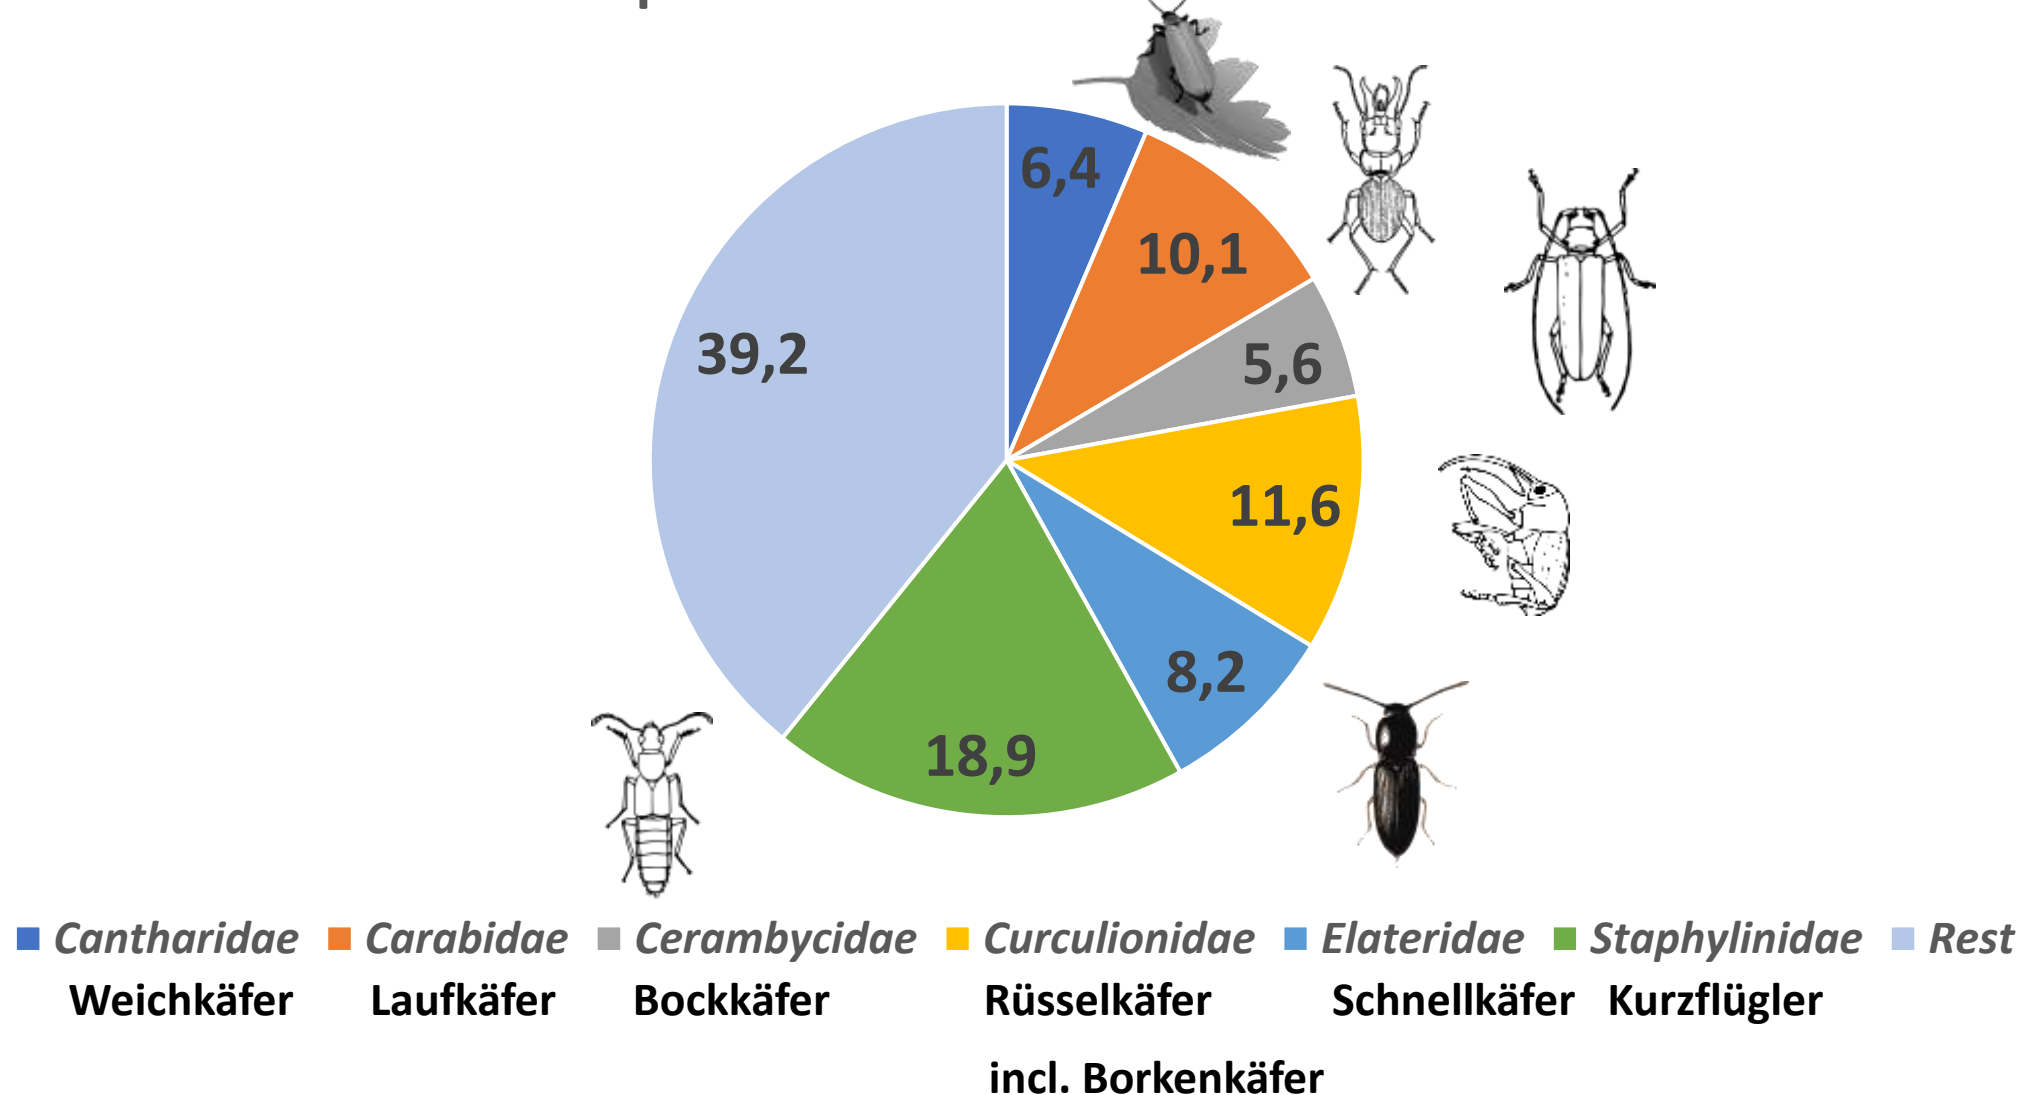 6,4
10,1
39,2
5,6
11,6
8,2
18,9
Cantharidae Carabidae Cerambycidae Curculionidae Elateridae Staphylinidae Rest
Weichkäfer Laufkäfer Bockkäfer Rüsselkäfer Schnellkäfer Kurzflügler
incl. Borkenkäfer